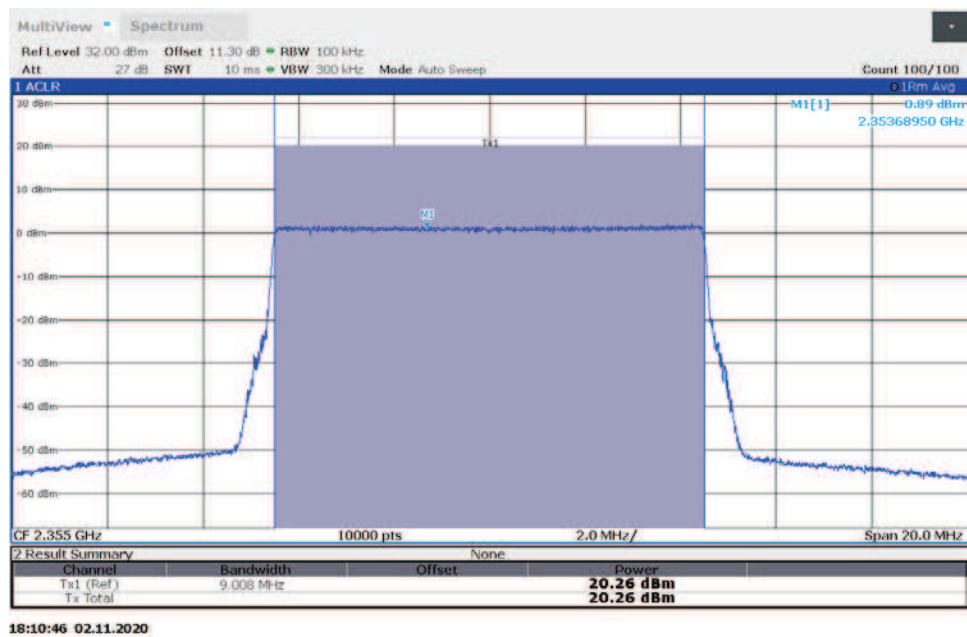 MultiView Spectrum
Ref Level 32.00 dBm Offset 11.30 dB RBW 100 kHz
Att 27 dB SWT 10 ms VBW 300 kHz Mode Auto Sweep Count 100/100
1 ACLR 1Rm Avg
30 dBm M1[1] 0.89 dBm
2.35368950 GHz
20 dBm Tx1
10 dBm
M1
0 dBm
-10 dBm
-20 dBm
-30 dBm
-40 dBm
-50 dBm
-60 dBm
CF 2.355 GHz 10000 pts 2.0 MHz/ Span 20.0 MHz
2 Result Summary None
Channel Bandwidth Offset Power
Tx1 (Ref) 9.008 MHz 20.26 dBm
Tx Total 20.26 dBm
18:10:46 02.11.2020